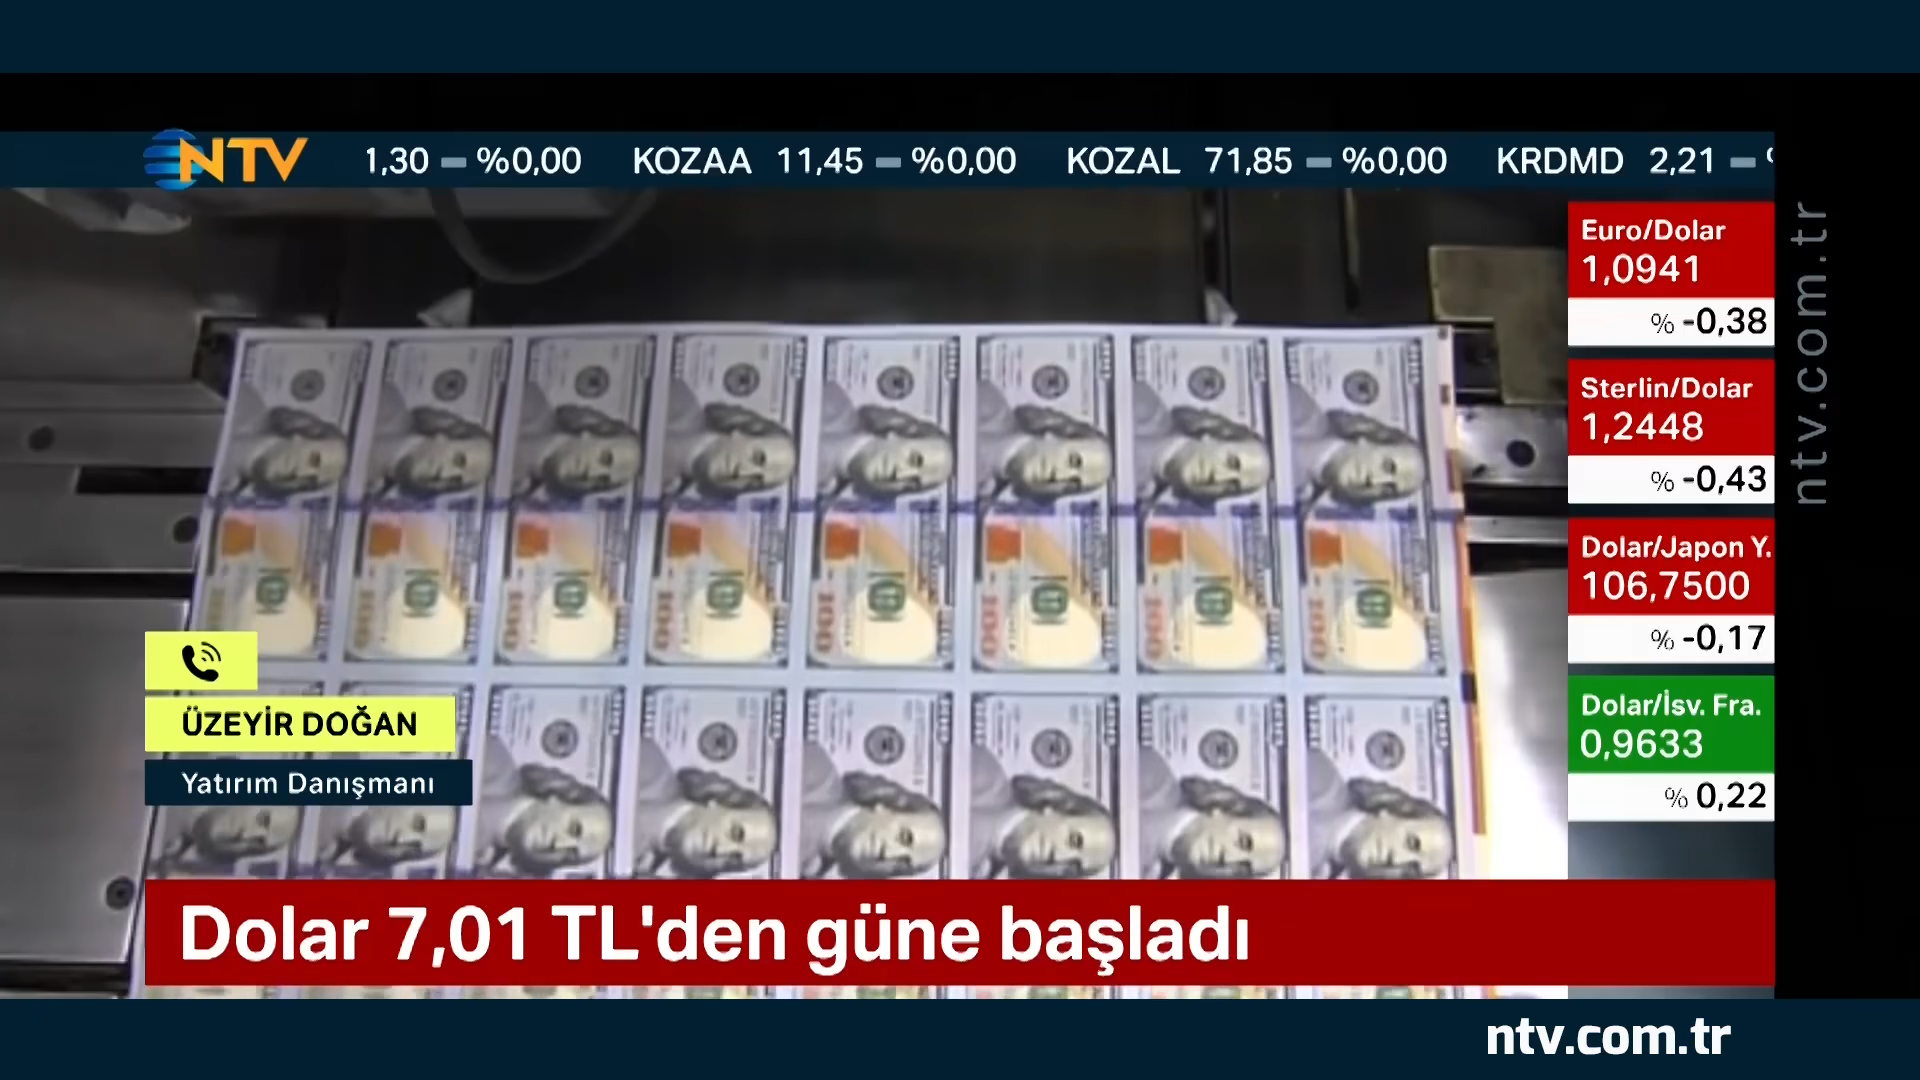 NTV
1,30 %0,00 KOZAA 11,45 %0,00 KOZAL 71,85 %0,00 KRDMD 2,21
Euro/Dolar
1,0941
% -0,38
Sterlin/Dolar
1,2448
% -0,43
Dolar/Japon Y.
106,7500
% -0,17
Dolar/İsv. Fra.
0,9633
% 0,22
ntv.com.tr
ÜZEYİR DOĞAN
Yatırım Danışmanı
Dolar 7,01 TL'den güne başladı
ntv.com.tr